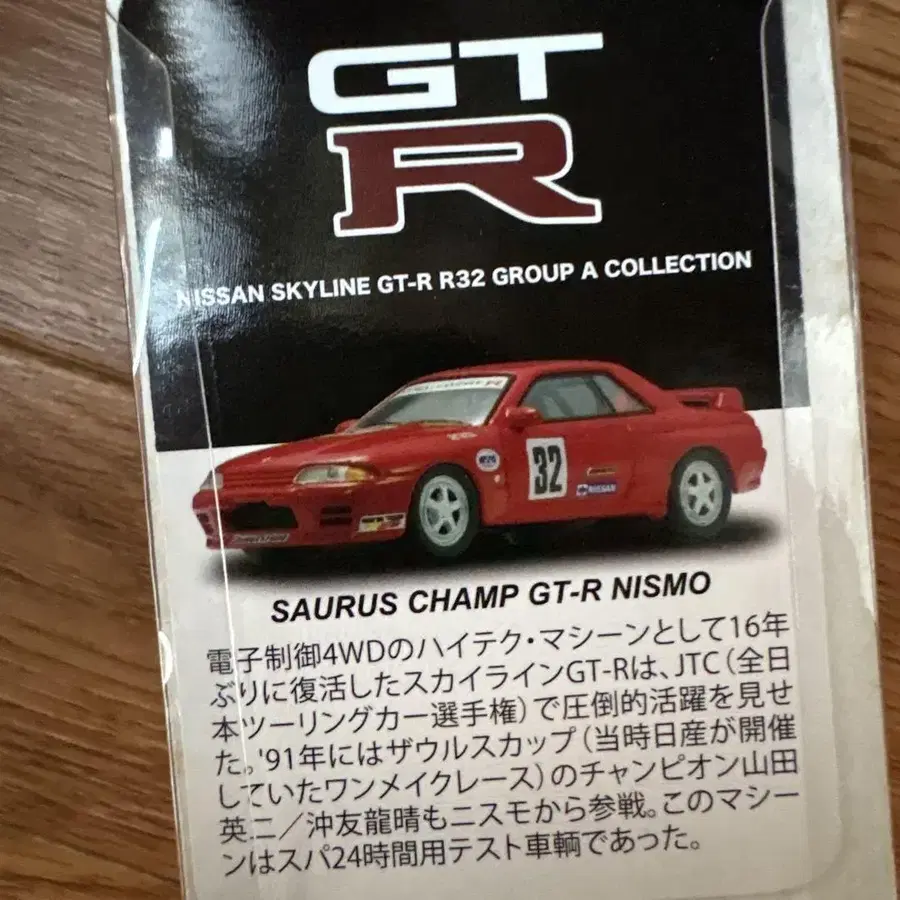 GT
R
NISSAN SKYLINE GT-R R32 GROUP A COLLECTION
32
NISSAN
SAURUS CHAMP GT-R NISMO
電子制御4WDのハイテク・マシーンとして16年
ぶりに復活したスカイラインGT-Rは、JTC（全日
本ツーリングカー選手権）で圧倒的活躍を見せ
た。'91年にはザウルスカップ（当時日産が開催
していたワンメイクレース）のチャンピオン山田
英二／沖友龍晴もニスモから参戦。このマシー
ンはスパ24時間用テスト車輌であった。